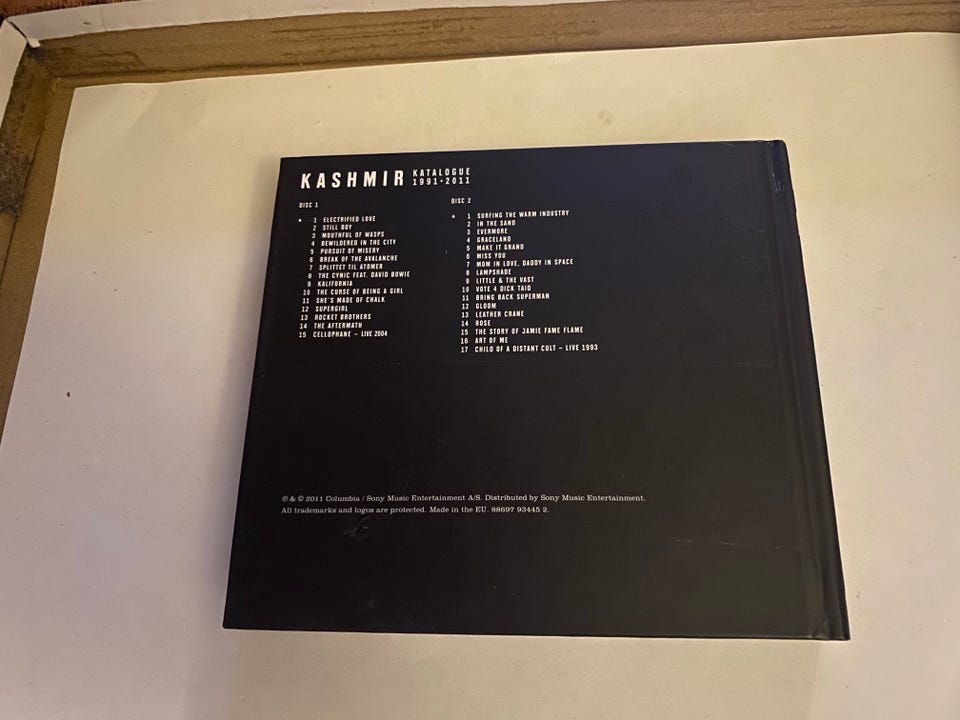 KASHMIR KATALOGUE 1991-2011
DISC 1
• 1 ELECTRIFIED LOVE
2 STILL BOY
3 MOUTHFUL OF WASPS
4 BEWILDERED IN THE CITY
5 PURSUIT OF MISERY
6 BREAK OF THE AVALANCHE
7 SPLITTET TIL ATOMER
8 THE CYNIC FEAT. DAVID BOWIE
9 KALIFORNIA
10 THE CURSE OF BEING A GIRL
11 SHE'S MADE OF CHALK
12 SUPERGIRL
13 ROCKET BROTHERS
14 THE AFTERMATH
15 CELLOPHANE – LIVE 2004
DISC 2
• 1 SURFING THE WARM INDUSTRY
2 IN THE SAND
3 EVERMORE
4 GRACELAND
5 MAKE IT GRAND
6 MISS YOU
7 MOM IN LOVE, DADDY IN SPACE
8 LAMPSHADE
9 LITTLE & THE VAST
10 VOTE 4 DICK TAID
11 BRING BACK SUPERMAN
12 GLOOM
13 LEATHER CRANE
14 ROSE
15 THE STORY OF JAMIE FAME FLAME
16 ART OF ME
17 CHILD OF A DISTANT CULT – LIVE 1993
℗ & © 2011 Columbia / Sony Music Entertainment A/S. Distributed by Sony Music Entertainment.
All trademarks and logos are protected. Made in the EU. 88697 93445 2.